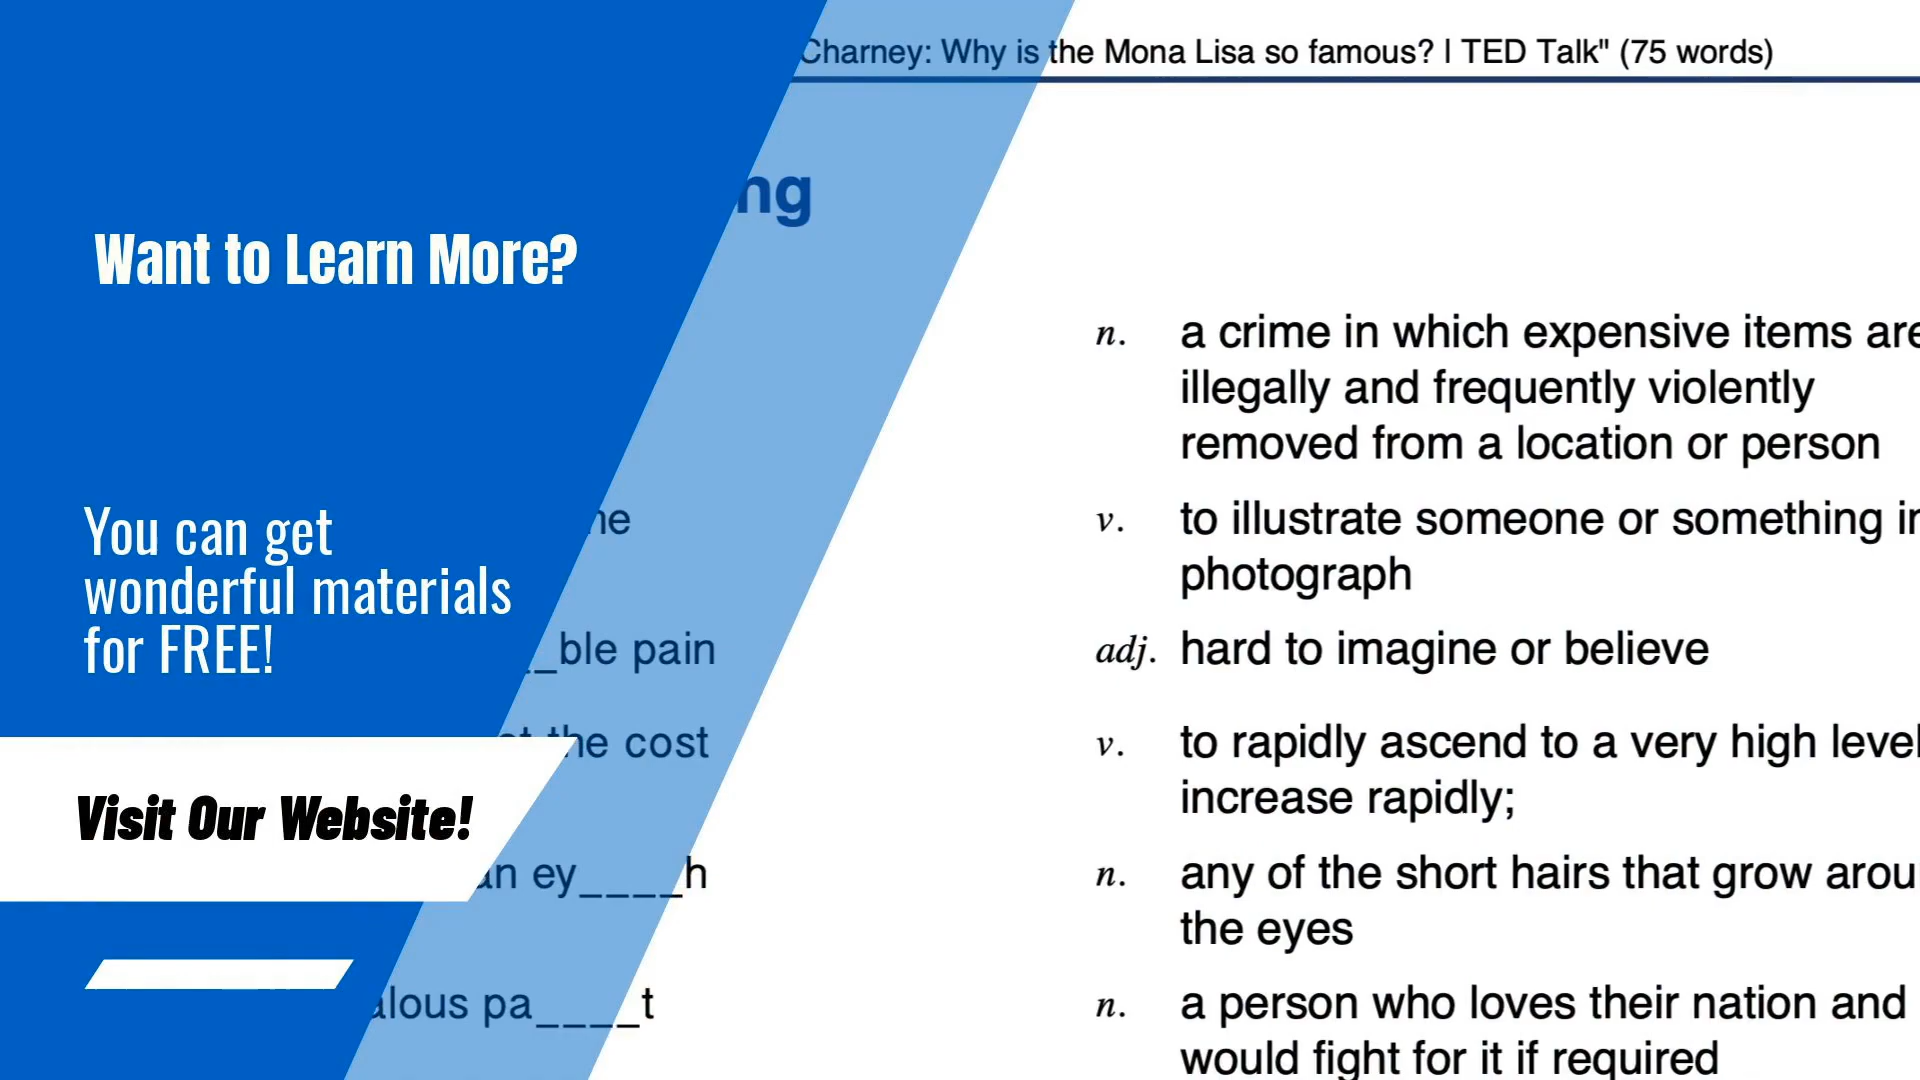 Charney: Why is the Mona Lisa so famous? | TED Talk" (75 words)
ng
Want to Learn More?
You can get
wonderful materials
for FREE!
Visit Our Website!
n. a crime in which expensive items are
illegally and frequently violently
removed from a location or person
ne v. to illustrate someone or something in
photograph
_ble pain adj. hard to imagine or believe
the cost v. to rapidly ascend to a very high level
increase rapidly;
an ey____h n. any of the short hairs that grow arou
the eyes
alous pa____t n. a person who loves their nation and
would fight for it if required